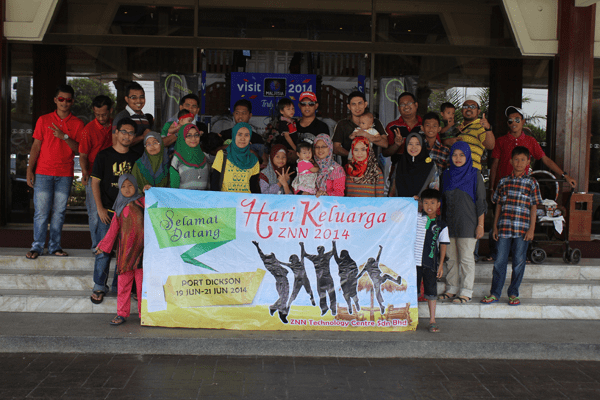 visit
2014
Selamat
Datang
Hari Keluarga
ZNN 2014
PORT DICKSON
19 JUN-21 JUN 2014
ZNN Technology Centre Sdn Bhd